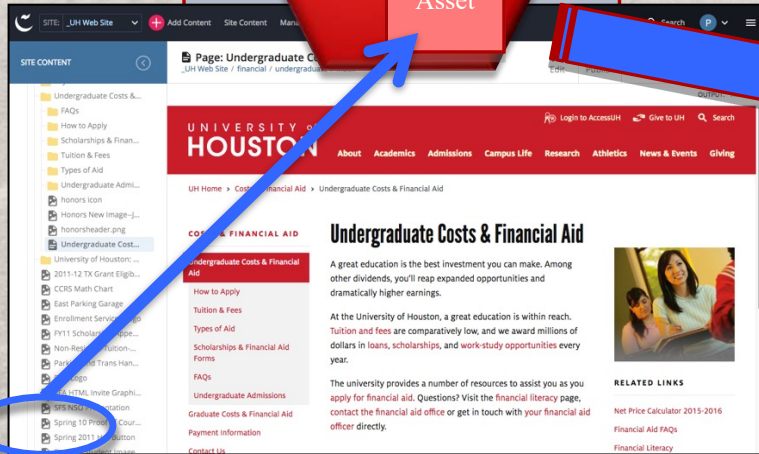 Asset
SITE: _UH Web Site Add Content Site Content Search P
SITE CONTENT
Page: Undergraduate
_UH Web Site / financial /
Edit
Undergraduate Costs &...
FAQs
How to Apply
Scholarships & Finan...
Tuition & Fees
Types of Aid
Undergraduate Admi...
honors icon
Honors New Image--J...
honorsheader.png
Undergraduate Cost...
University of Houston: ...
2011-12 TX Grant Eligib...
CCRS Math Chart
East Parking Garage
Enrollment
FY11
and Trans Han...
HTML Invite Graphi...
SFS
Spring 10
Spring 2011
Login to AccessUH Give to UH Search
UNIVERSITY of
HOUSTON
About Academics Admissions Campus Life Research Athletics News & Events Giving
UH Home > Financial Aid > Undergraduate Costs & Financial Aid
& FINANCIAL AID
Undergraduate Costs & Financial
Aid
How to Apply
Tuition & Fees
Types of Aid
Scholarships & Financial Aid
Forms
FAQs
Undergraduate Admissions
Graduate Costs & Financial Aid
Payment Information
Contact Us
Undergraduate Costs & Financial Aid
A great education is the best investment you can make. Among
other dividends, you'll reap expanded opportunities and
dramatically higher earnings.
At the University of Houston, a great education is within reach.
Tuition and fees are comparatively low, and we award millions of
dollars in loans, scholarships, and work-study opportunities every
year.
The university provides a number of resources to assist you as you
apply for financial aid. Questions? Visit the financial literacy page,
contact the financial aid office or get in touch with your financial aid
officer directly.
RELATED LINKS
Net Price Calculator 2015-2016
Financial Aid FAQs
Financial Literacy